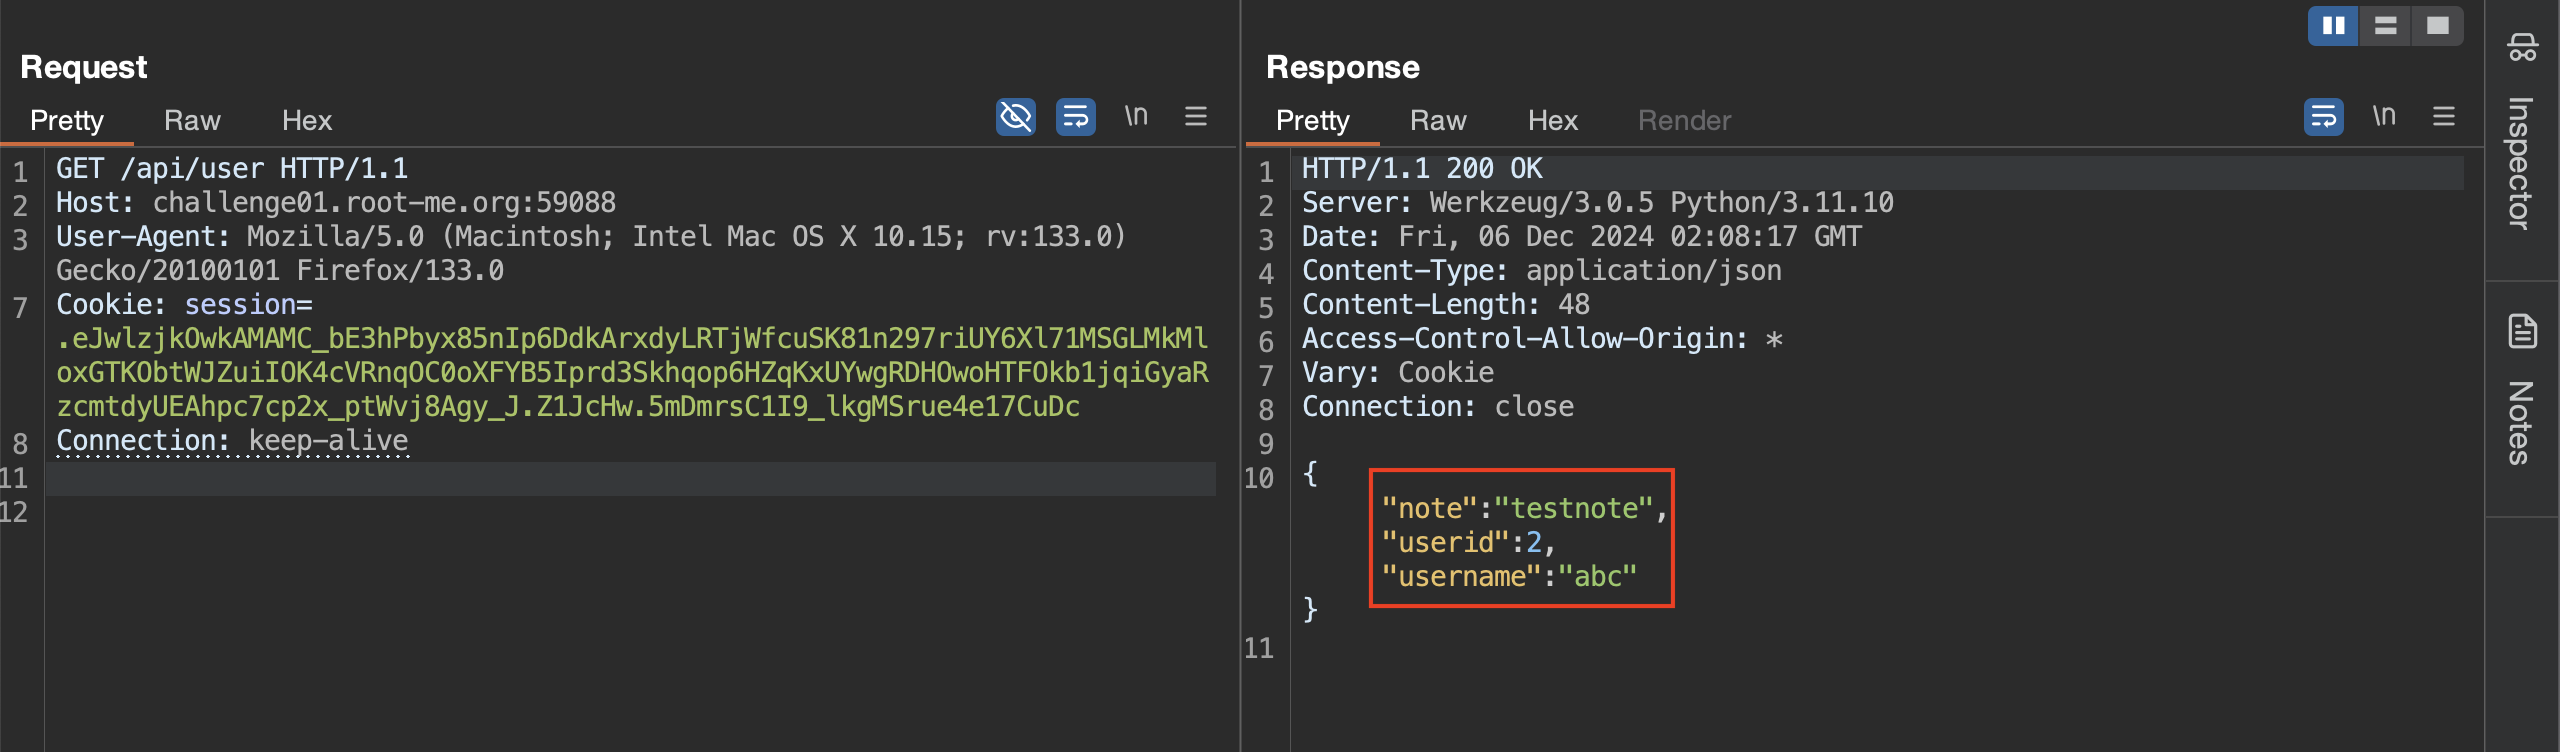 Request
Pretty Raw Hex \n
1 GET /api/user HTTP/1.1
2 Host: challenge01.root-me.org:59088
3 User-Agent: Mozilla/5.0 (Macintosh; Intel Mac OS X 10.15; rv:133.0)
Gecko/20100101 Firefox/133.0
7 Cookie: session=
.eJwlzjkOwkAMAMC_bE3hPbyx85nIp6DdkArxdyLRTjWfcuSK81n297riUY6Xl71MSGLMkMl
oxGTKObtWJZuiIOK4cVRnqOC0oXFYB5Iprd3Skhqop6HZqKxUYwgRDHOwoHTFOkb1jqiGyaR
zcmtdyUEAhpc7cp2x_ptWvj8Agy_J.Z1JcHw.5mDmrsC1I9_lkgMSrue4e17CuDc
8 Connection: keep-alive
11
12
Response
Pretty Raw Hex Render \n
1 HTTP/1.1 200 OK
2 Server: Werkzeug/3.0.5 Python/3.11.10
3 Date: Fri, 06 Dec 2024 02:08:17 GMT
4 Content-Type: application/json
5 Content-Length: 48
6 Access-Control-Allow-Origin: *
7 Vary: Cookie
8 Connection: close
9
10 {
"note":"testnote",
"userid":2,
"username":"abc"
}
11
Inspector
Notes